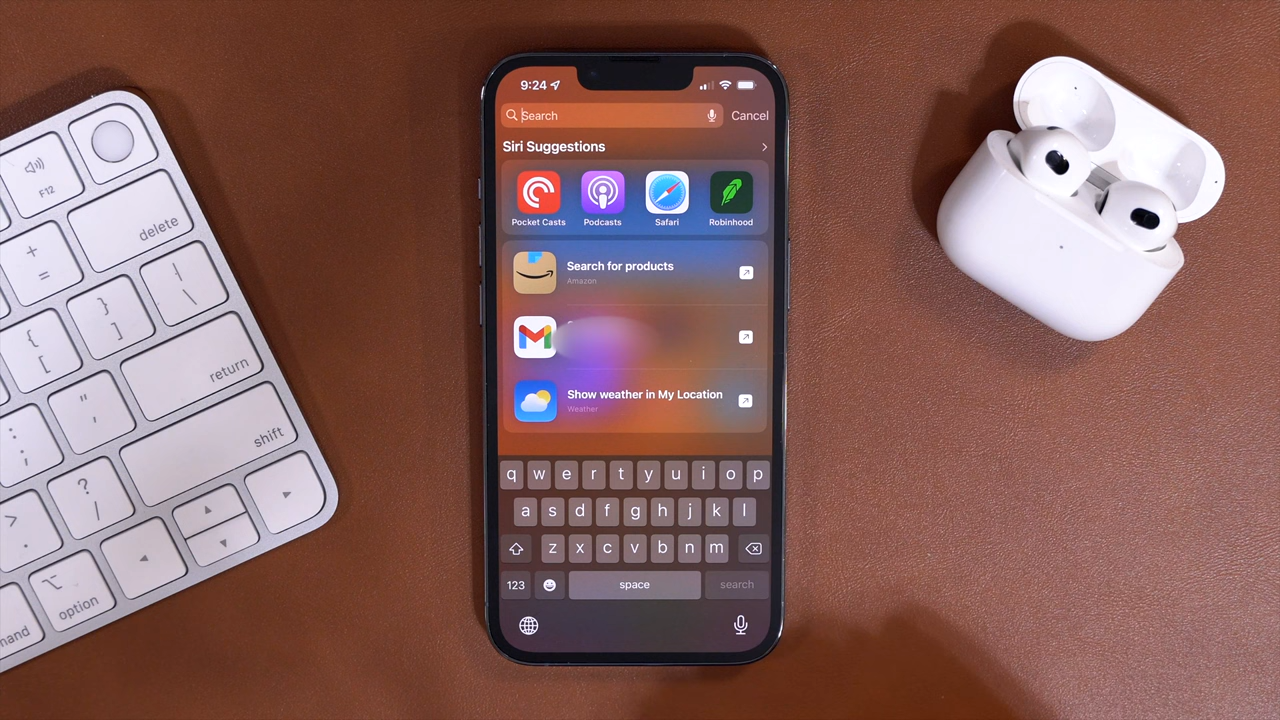 9:24
Search
Cancel
Siri Suggestions
Pocket Casts
Podcasts
Safari
Robinhood
Search for products
Amazon
Show weather in My Location
Weather
q w e r t y u i o p
a s d f g h j k l
z x c v b n m
123
space
search
F12
delete
+
=
}
]
{
[
|
\
return
"
,
:
;
shift
?
/
>
.
option
mand